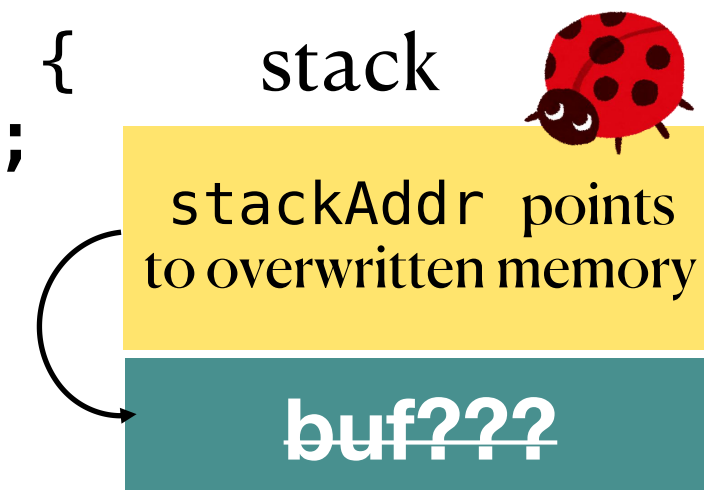 {
stack
;
stackAddr points
to overwritten memory
buf???